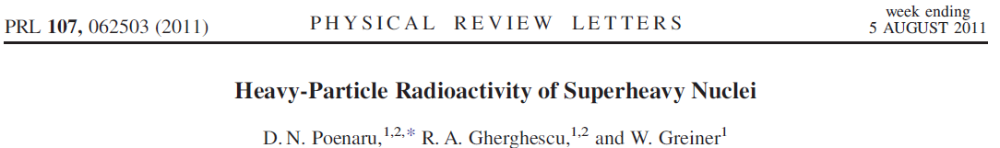 PRL 107, 062503 (2011) PHYSICAL REVIEW LETTERS week ending 5 AUGUST 2011
Heavy-Particle Radioactivity of Superheavy Nuclei
D. N. Poenaru,1,2,* R. A. Gherghescu,1,2 and W. Greiner1